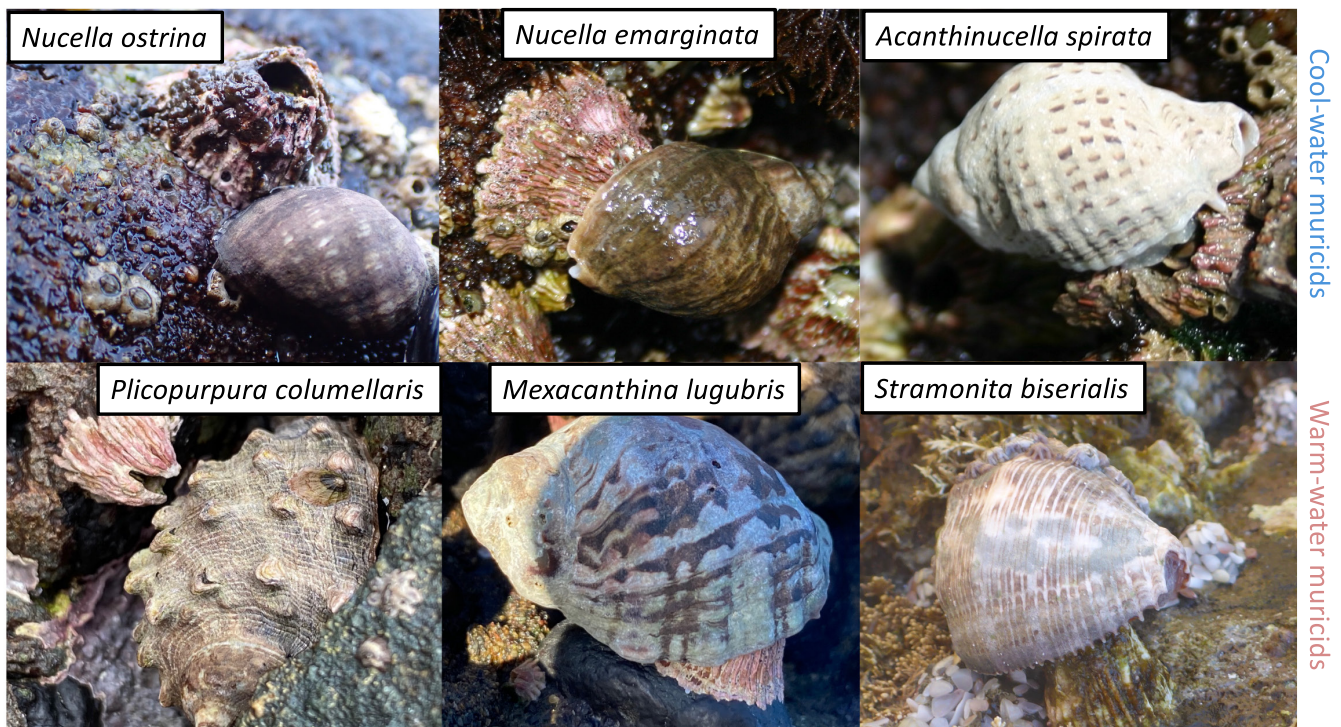 Nucella ostrina
Nucella emarginata
Acanthinucella spirata
Cool-water muricids
Plicopurpura columellaris
Mexacanthina lugubris
Stramonita biserialis
Warm-water muricids